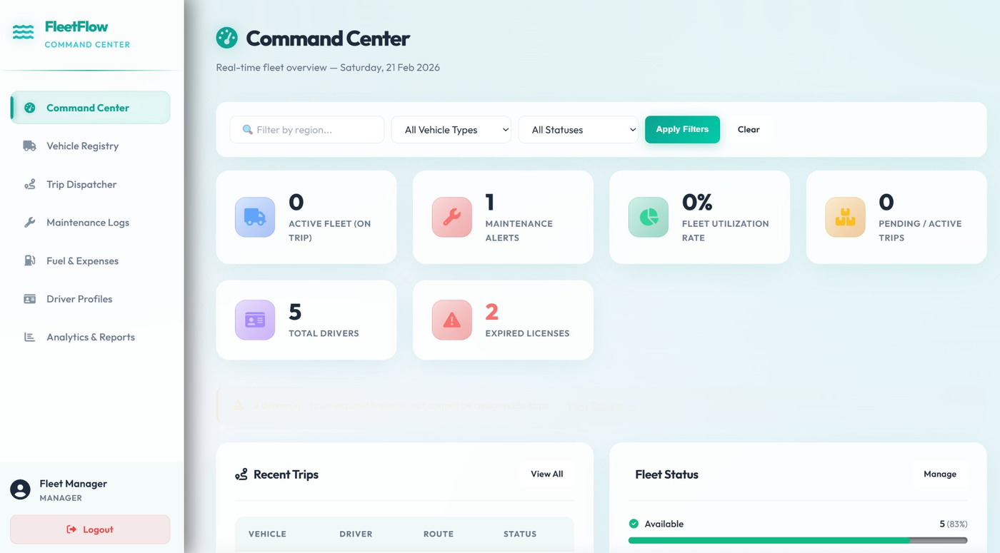 FleetFlow
COMMAND CENTER
Command Center
Vehicle Registry
Trip Dispatcher
Maintenance Logs
Fuel & Expenses
Driver Profiles
Analytics & Reports
Fleet Manager
MANAGER
Logout
Command Center
Real-time fleet overview — Saturday, 21 Feb 2026
Filter by region...
All Vehicle Types
All Statuses
Apply Filters
Clear
0
ACTIVE FLEET (ON
TRIP)
1
MAINTENANCE
ALERTS
0%
FLEET UTILIZATION
RATE
0
PENDING / ACTIVE
TRIPS
5
TOTAL DRIVERS
2
EXPIRED LICENSES
Recent Trips
View All
VEHICLE DRIVER ROUTE STATUS
Fleet Status
Manage
Available 5 (83%)